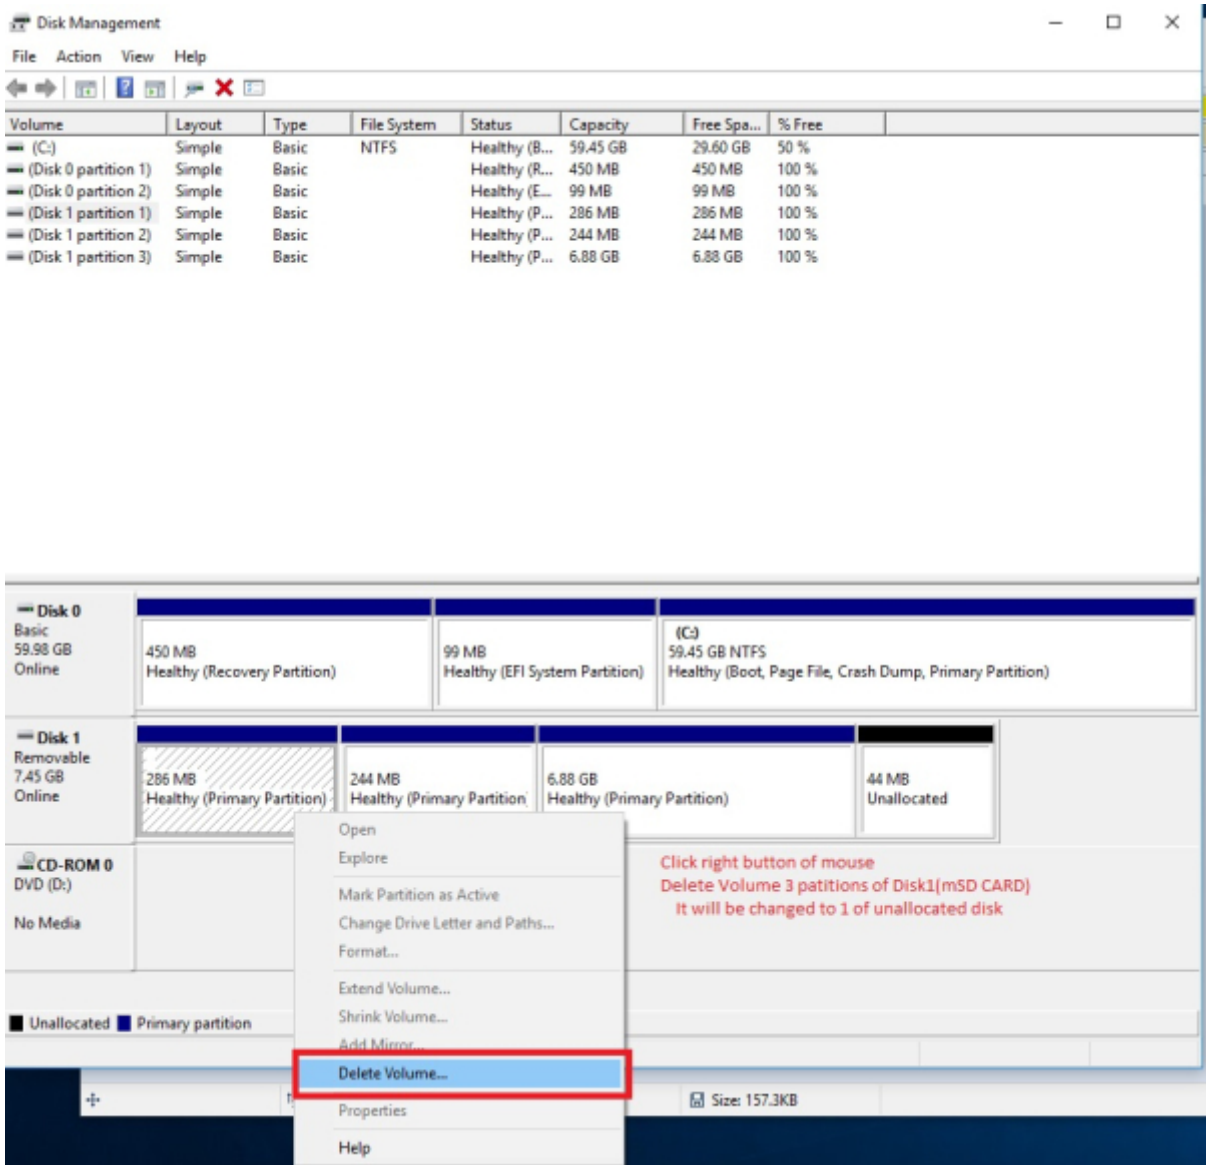 Disk Management
File Action View Help
Volume Layout Type File System Status Capacity Free Spa... % Free
(C:) Simple Basic NTFS Healthy (B... 59.45 GB 29.60 GB 50 %
(Disk 0 partition 1) Simple Basic Healthy (R... 450 MB 450 MB 100 %
(Disk 0 partition 2) Simple Basic Healthy (E... 99 MB 99 MB 100 %
(Disk 1 partition 1) Simple Basic Healthy (P... 286 MB 286 MB 100 %
(Disk 1 partition 2) Simple Basic Healthy (P... 244 MB 244 MB 100 %
(Disk 1 partition 3) Simple Basic Healthy (P... 6.88 GB 6.88 GB 100 %
Disk 0
Basic
59.98 GB
Online
450 MB
Healthy (Recovery Partition)
99 MB
Healthy (EFI System Partition)
(C:)
59.45 GB NTFS
Healthy (Boot, Page File, Crash Dump, Primary Partition)
Disk 1
Removable
7.45 GB
Online
286 MB
Healthy (Primary Partition)
244 MB
Healthy (Primary Partition
6.88 GB
Healthy (Primary Partition)
44 MB
Unallocated
CD-ROM 0
DVD (D:)
No Media
Open
Explore
Mark Partition as Active
Change Drive Letter and Paths...
Format...
Extend Volume...
Shrink Volume...
Add Mirror...
Delete Volume...
Properties
Help
Click right button of mouse
Delete Volume 3 patitions of Disk1(mSD CARD)
It will be changed to 1 of unallocated disk
Unallocated Primary partition
Size: 157.3KB